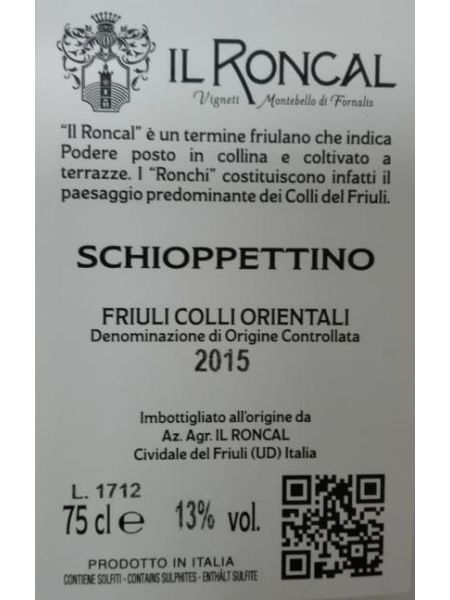 IL RONCAL
Vigneti Montebello di Fornalis
"Il Roncal" è un termine friulano che indica
Podere posto in collina e coltivato a
terrazze. I "Ronchi" costituiscono infatti il
paesaggio predominante dei Colli del Friuli.
SCHIOPPETTINO
FRIULI COLLI ORIENTALI
Denominazione di Origine Controllata
2015
Imbottigliato all'origine da
Az. Agr. IL RONCAL
Cividale del Friuli (UD) Italia
L. 1712
75 cl e 13% vol.
PRODOTTO IN ITALIA
CONTIENE SOLFITI - CONTAINS SULPHITES - ENTHÄLT SULFITE